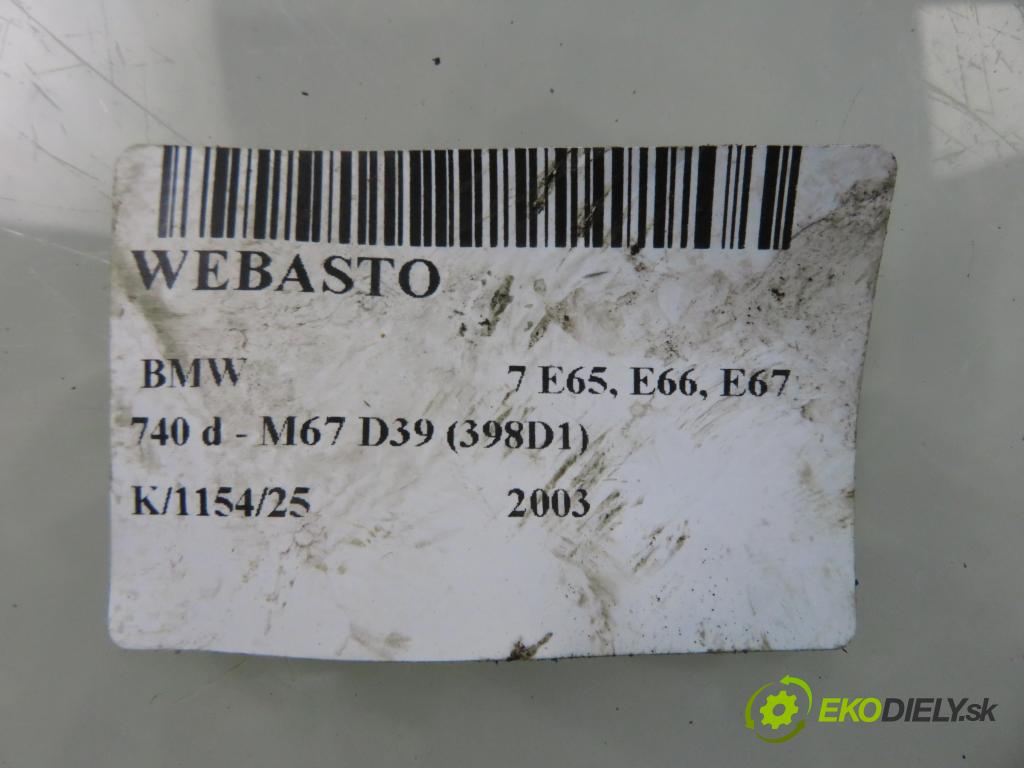 WEBASTO
BMW 7 E65, E66, E67
740 d - M67 D39 (398D1)
K/1154/25 2003
EKODIELY.sk